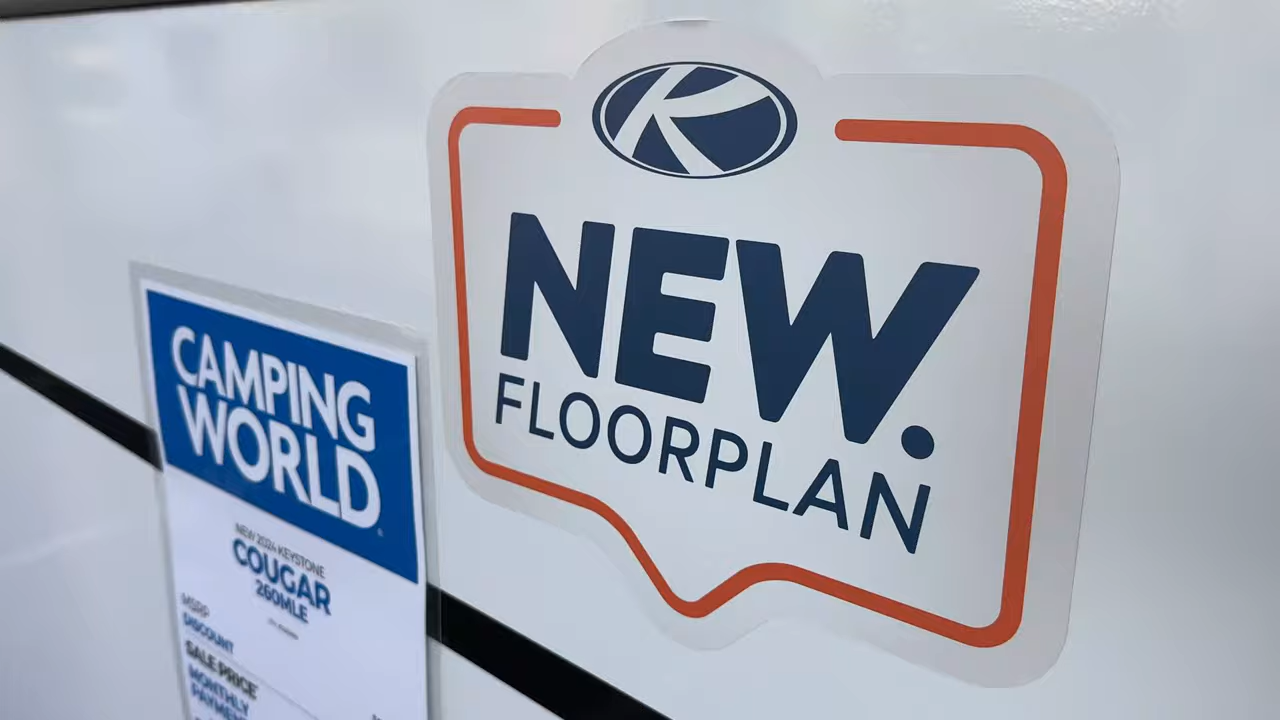 K
NEW.
FLOORPLAN
CAMPING
WORLD
NEW 2024 KEYSTONE
COUGAR
260MLE
MSRP
DISCOUNT
SALE PRICE
MONTHLY